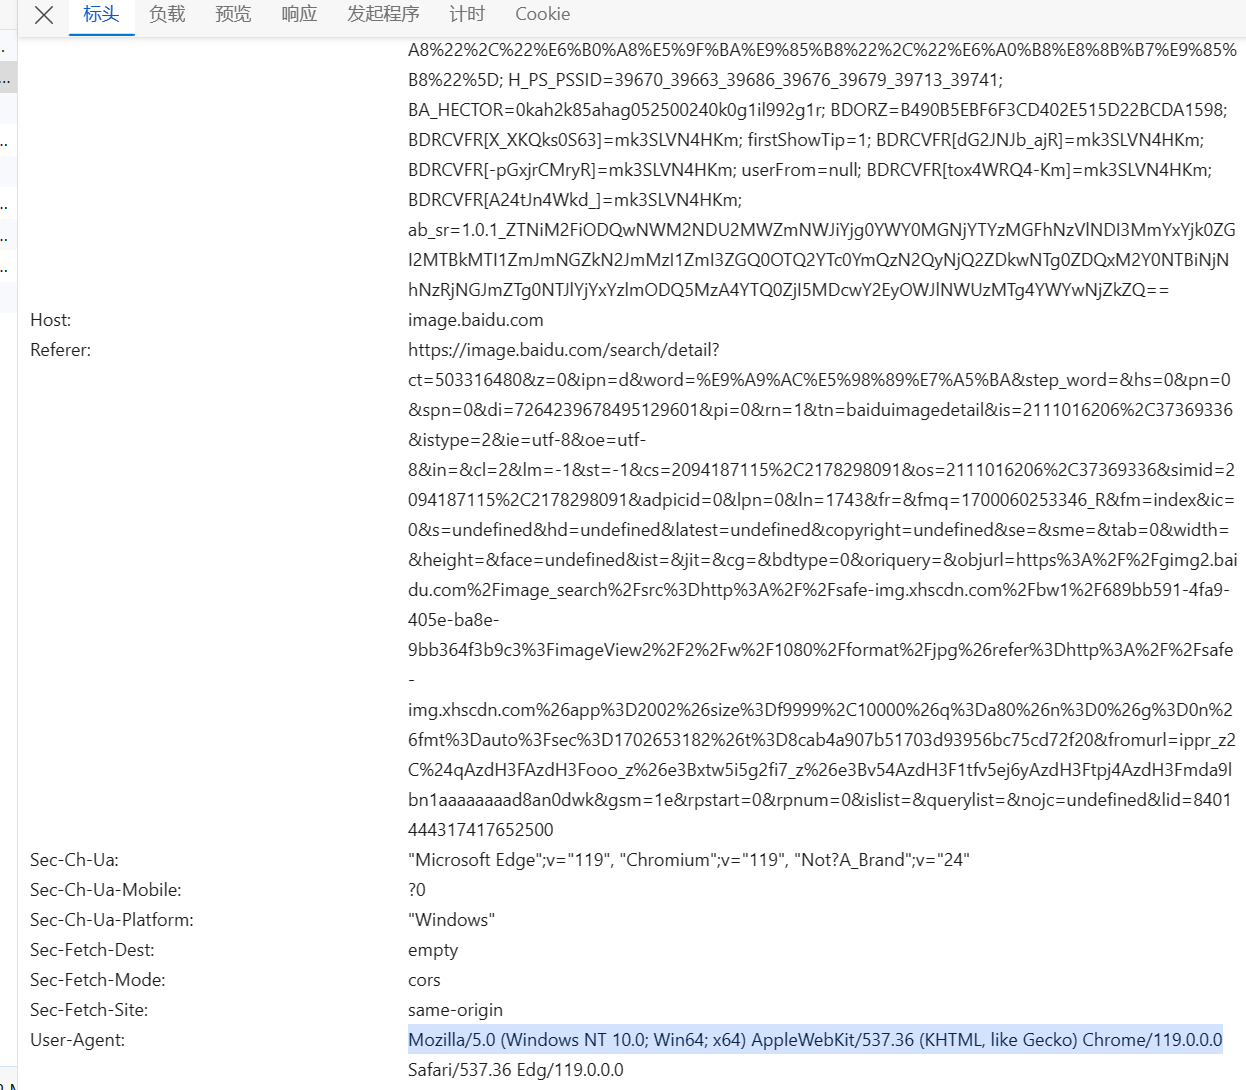 标头 负载 预览 响应 发起程序 计时 Cookie
A8%22%2C%22%E6%B0%A8%E5%9F%BA%E9%85%B8%22%2C%22%E6%A0%B8%E8%8B%B7%E9%85%
B8%22%5D; H_PS_PSSID=39670_39663_39686_39676_39679_39713_39741;
BA_HECTOR=0kah2k85ahag052500240k0g1il992g1r; BDORZ=B490B5EBF6F3CD402E515D22BCDA1598;
BDRCVFR[X_XKQks0S63]=mk3SLVN4HKm; firstShowTip=1; BDRCVFR[dG2JNJb_ajR]=mk3SLVN4HKm;
BDRCVFR[-pGxjrCMryR]=mk3SLVN4HKm; userFrom=null; BDRCVFR[tox4WRQ4-Km]=mk3SLVN4HKm;
BDRCVFR[A24tJn4Wkd_]=mk3SLVN4HKm;
ab_sr=1.0.1_ZTNiM2FiODQwNWM2NDU2MWZmNWJiYjg0YWY0MGNjYTYzMGFhNzVlNDI3MmYxYjk0ZG
I2MTBkMTI1ZmJmNGZkN2JmMzI1ZmI3ZGQ0OTQ2YTc0YmQzN2QyNjQ2ZDkwNTg0ZDQxM2Y0NTBiNjN
hNzRjNGJmZTg0NTJlYjYxYzlmODQ5MzA4YTQ0ZjI5MDcwY2EyOWJlNWUzMTg4YWYwNjZkZQ==
Host: image.baidu.com
Referer: https://image.baidu.com/search/detail?
ct=503316480&z=0&ipn=d&word=%E9%A9%AC%E5%98%89%E7%A5%BA&step_word=&hs=0&pn=0
&spn=0&di=7264239678495129601&pi=0&rn=1&tn=baiduimagedetail&is=2111016206%2C37369336
&istype=2&ie=utf-8&oe=utf-
8&in=&cl=2&lm=-1&st=-1&cs=2094187115%2C2178298091&os=2111016206%2C37369336&simid=2
094187115%2C2178298091&adpicid=0&lpn=0&ln=1743&fr=&fmq=1700060253346_R&fm=index&ic=
0&s=undefined&hd=undefined&latest=undefined&copyright=undefined&se=&sme=&tab=0&width=
&height=&face=undefined&ist=&jit=&cg=&bdtype=0&oriquery=&objurl=https%3A%2F%2Fgimg2.bai
du.com%2Fimage_search%2Fsrc%3Dhttp%3A%2F%2Fsafe-img.xhscdn.com%2Fbw1%2F689bb591-4fa9-
405e-ba8e-
9bb364f3b9c3%3FimageView2%2F2%2Fw%2F1080%2Fformat%2Fjpg%26refer%3Dhttp%3A%2F%2Fsafe
-
img.xhscdn.com%26app%3D2002%26size%3Df9999%2C10000%26q%3Da80%26n%3D0%26g%3D0n%2
6fmt%3Dauto%3Fsec%3D1702653182%26t%3D8cab4a907b51703d93956bc75cd72f20&fromurl=ippr_z2
C%24qAzdH3FAzdH3Fooo_z%26e3Bxtw5i5g2fi7_z%26e3Bv54AzdH3F1tfv5ej6yAzdH3Ftpj4AzdH3Fmda9l
bn1aaaaaaaad8an0dwk&gsm=1e&rpstart=0&rpnum=0&islist=&querylist=&nojc=undefined&lid=8401
444317417652500
Sec-Ch-Ua: "Microsoft Edge";v="119", "Chromium";v="119", "Not?A_Brand";v="24"
Sec-Ch-Ua-Mobile: ?0
Sec-Ch-Ua-Platform: "Windows"
Sec-Fetch-Dest: empty
Sec-Fetch-Mode: cors
Sec-Fetch-Site: same-origin
User-Agent: Mozilla/5.0 (Windows NT 10.0; Win64; x64) AppleWebKit/537.36 (KHTML, like Gecko) Chrome/119.0.0.0
Safari/537.36 Edg/119.0.0.0